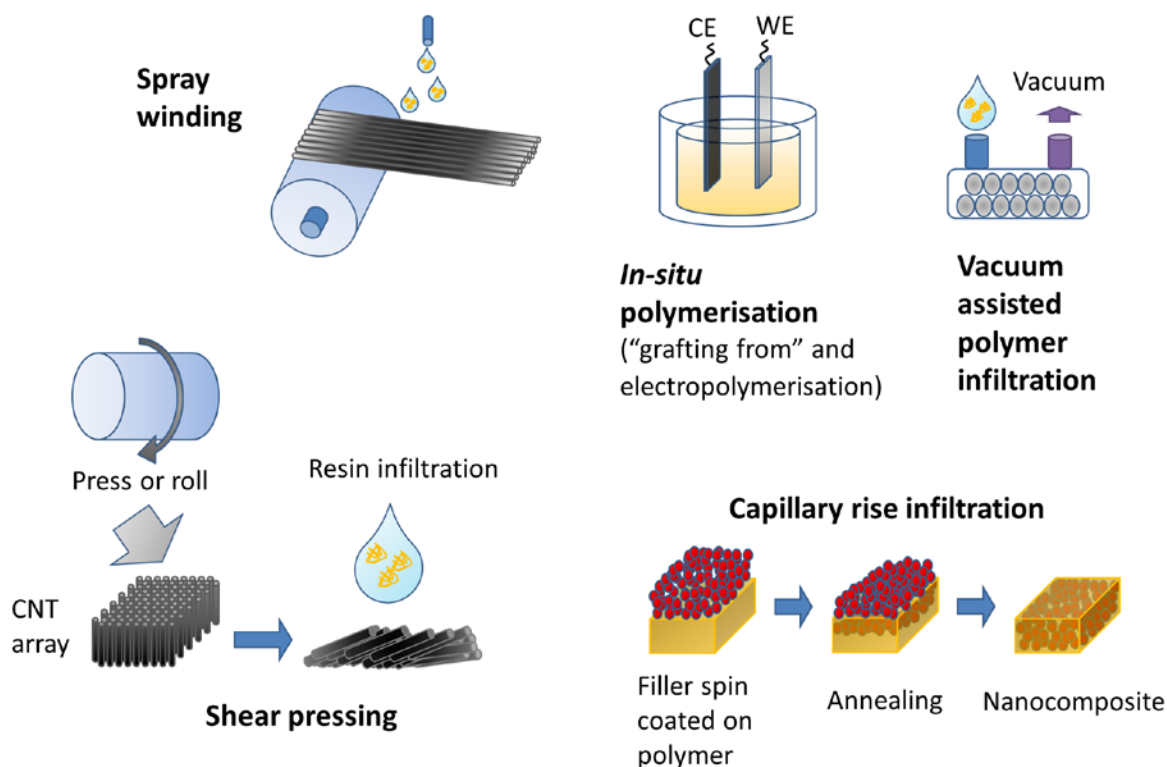 Spray
winding
CE
WE
Vacuum
In-situ
polymerisation
(“grafting from” and
electropolymerisation)
Vacuum
assisted
polymer
infiltration
Press or roll
Resin infiltration
CNT
array
Shear pressing
Capillary rise infiltration
Filler spin
coated on
polymer
Annealing
Nanocomposite